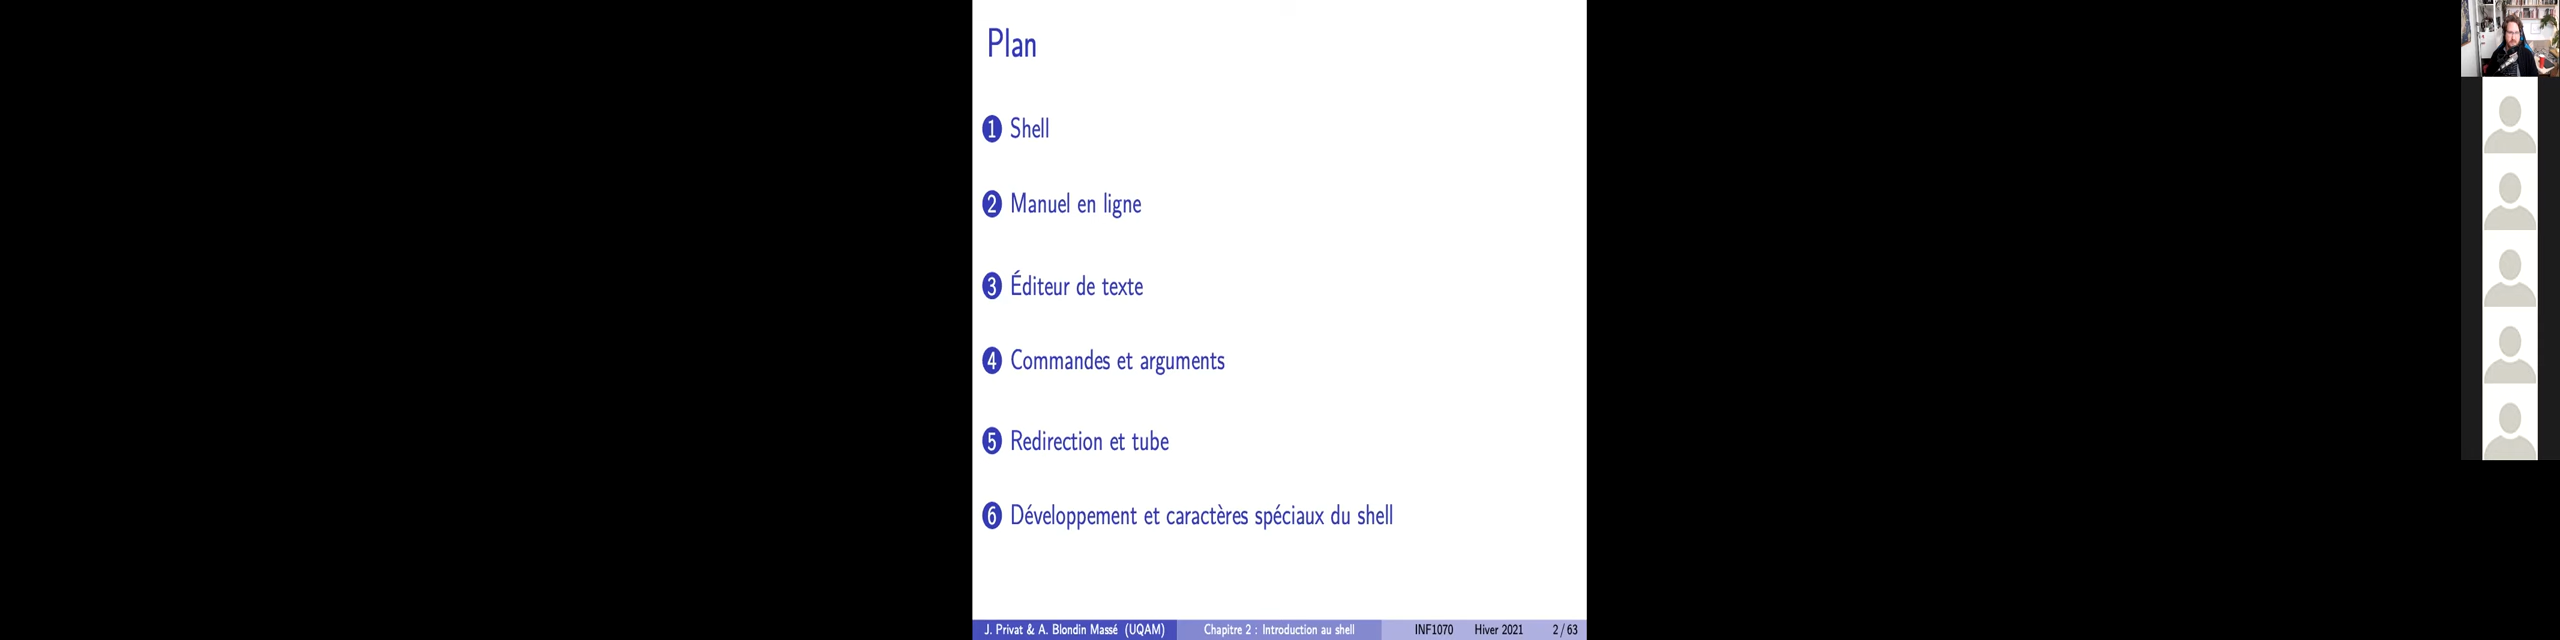 Plan
1 Shell
2 Manuel en ligne
3 Éditeur de texte
4 Commandes et arguments
5 Redirection et tube
6 Développement et caractères spéciaux du shell
J. Privat & A. Blondin Massé (UQAM) Chapitre 2 : Introduction au shell INF1070 Hiver 2021 2 / 63